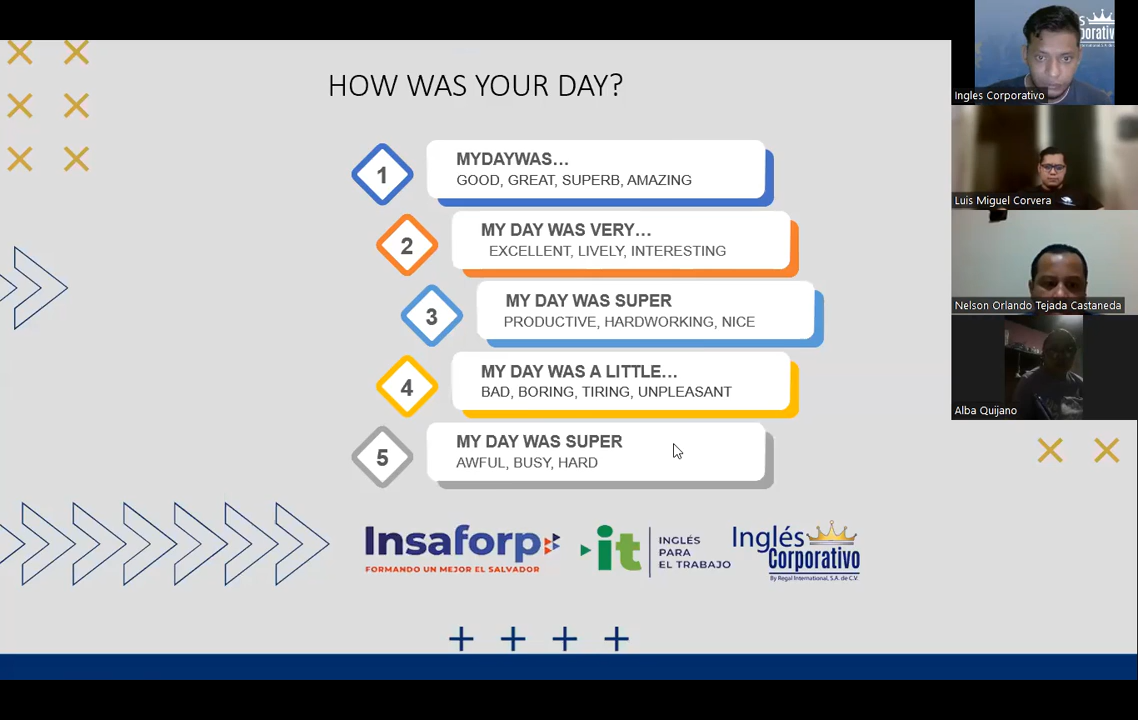 HOW WAS YOUR DAY?
1
MYDAYWAS...
GOOD, GREAT, SUPERB, AMAZING
2
MY DAY WAS VERY...
EXCELLENT, LIVELY, INTERESTING
3
MY DAY WAS SUPER
PRODUCTIVE, HARDWORKING, NICE
4
MY DAY WAS A LITTLE...
BAD, BORING, TIRING, UNPLEASANT
5
MY DAY WAS SUPER
AWFUL, BUSY, HARD
Insaforp
FORMANDO UN MEJOR EL SALVADOR
it
INGLÉS
PARA
EL TRABAJO
Inglés
Corporativo
By Regal International, S.A. de C.V.
Ingles Corporativo
Luis Miguel Corvera
Nelson Orlando Tejada Castaneda
Alba Quijano